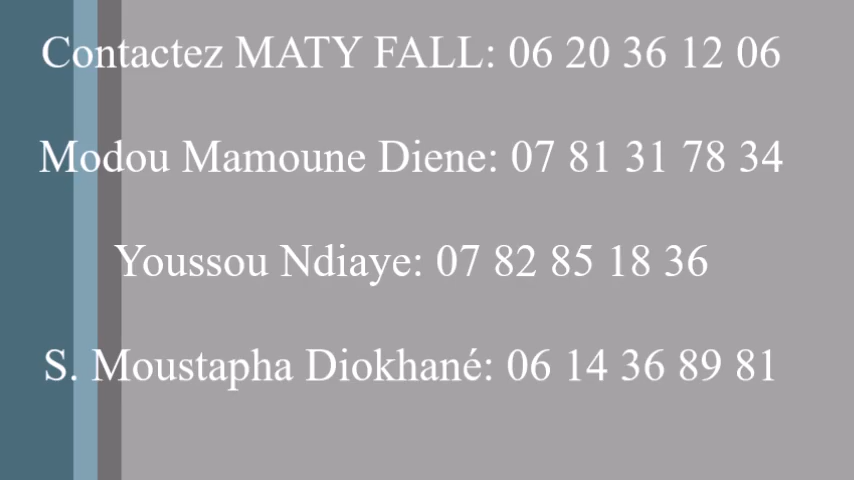 Contactez MATY FALL: 06 20 36 12 06
Modou Mamoune Diene: 07 81 31 78 34
Youssou Ndiaye: 07 82 85 18 36
S. Moustapha Diokhané: 06 14 36 89 81